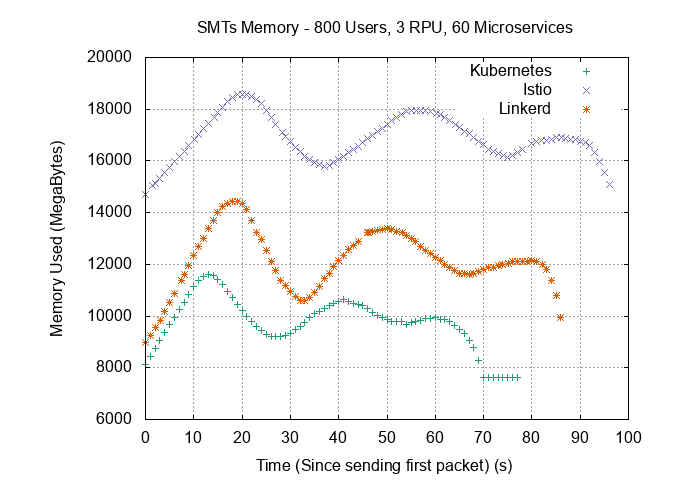 SMTs Memory - 800 Users, 3 RPU, 60 Microservices
Kubernetes
Istio
Linkerd
Memory Used (MegaBytes)
20000
18000
16000
14000
12000
10000
8000
6000
0 10 20 30 40 50 60 70 80 90 100
Time (Since sending first packet) (s)